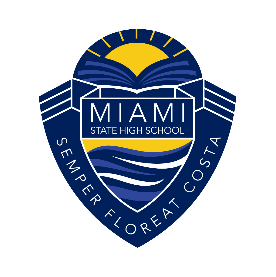 MIAMI
STATE HIGH SCHOOL
SEMPER FLOREAT COSTA